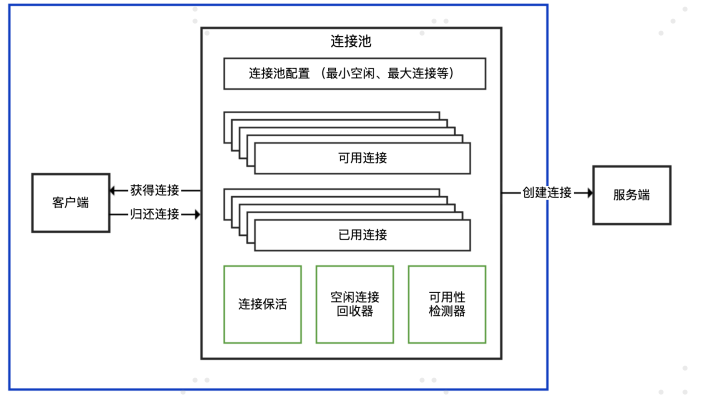 连接池
连接池配置 （最小空闲、最大连接等）
可用连接
获得连接
创建连接
客户端
服务端
归还连接
已用连接
连接保活
空闲连接
回收器
可用性
检测器